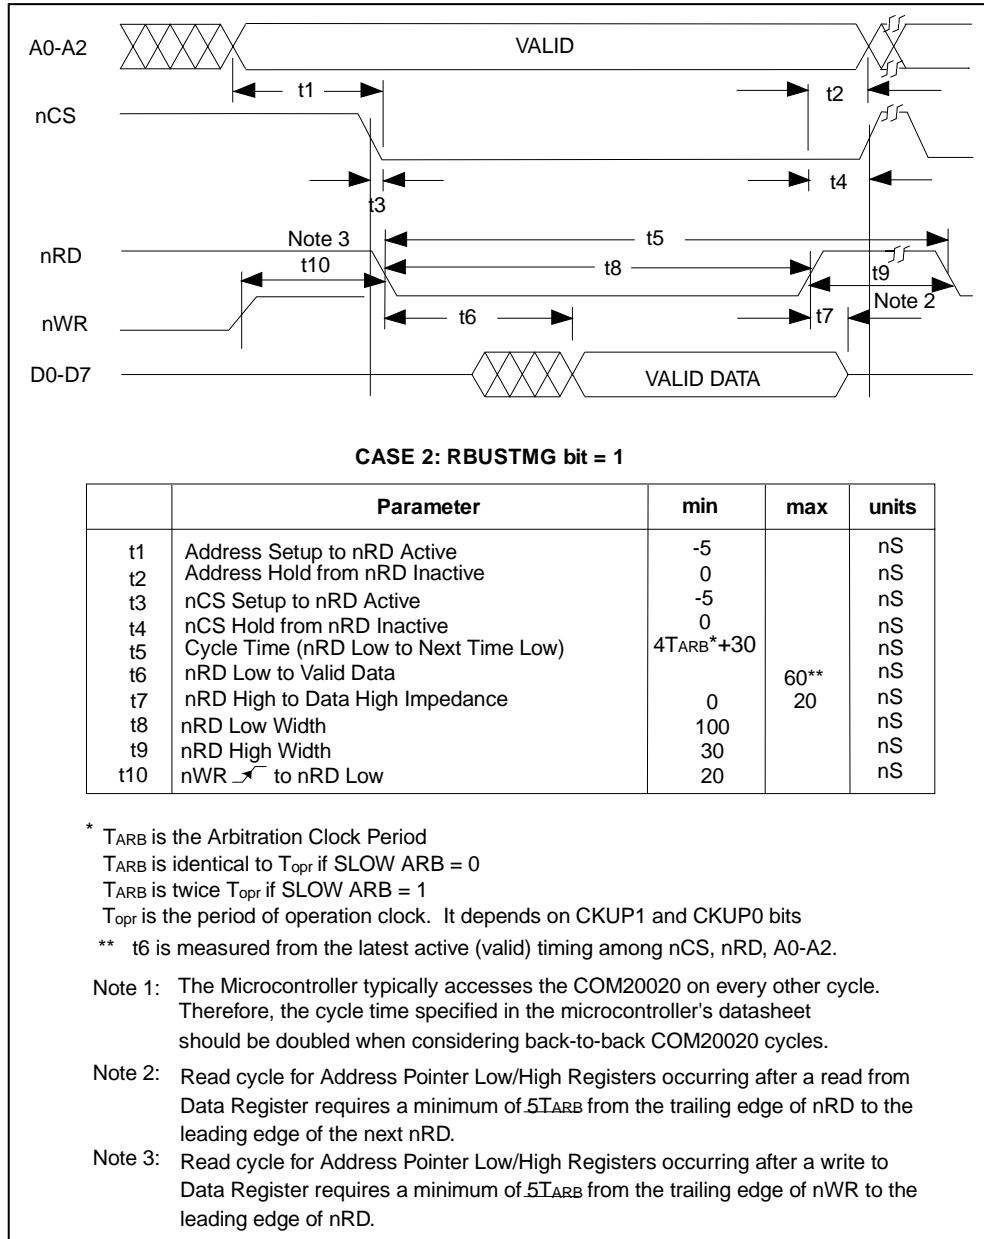 A0-A2
VALID
t1
t2
nCS
t3
t4
nRD
Note 3
t5
t10
t8
t9
Note 2
nWR
t6
t7
D0-D7
VALID DATA
CASE 2: RBUSTMG bit = 1
Parameter min max units
t1 Address Setup to nRD Active -5 nS
t2 Address Hold from nRD Inactive 0 nS
t3 nCS Setup to nRD Active -5 nS
t4 nCS Hold from nRD Inactive 0 nS
t5 Cycle Time (nRD Low to Next Time Low) 4TARB*+30 nS
t6 nRD Low to Valid Data 60** nS
t7 nRD High to Data High Impedance 0 20 nS
t8 nRD Low Width 100 nS
t9 nRD High Width 30 nS
t10 nWR to nRD Low 20 nS
* TARB is the Arbitration Clock Period
TARB is identical to Topr if SLOW ARB = 0
TARB is twice Topr if SLOW ARB = 1
Topr is the period of operation clock. It depends on CKUP1 and CKUP0 bits
** t6 is measured from the latest active (valid) timing among nCS, nRD, A0-A2.
Note 1: The Microcontroller typically accesses the COM20020 on every other cycle.
Therefore, the cycle time specified in the microcontroller's datasheet
should be doubled when considering back-to-back COM20020 cycles.
Note 2: Read cycle for Address Pointer Low/High Registers occurring after a read from
Data Register requires a minimum of 5TARB from the trailing edge of nRD to the
leading edge of the next nRD.
Note 3: Read cycle for Address Pointer Low/High Registers occurring after a write to
Data Register requires a minimum of 5TARB from the trailing edge of nWR to the
leading edge of nRD.